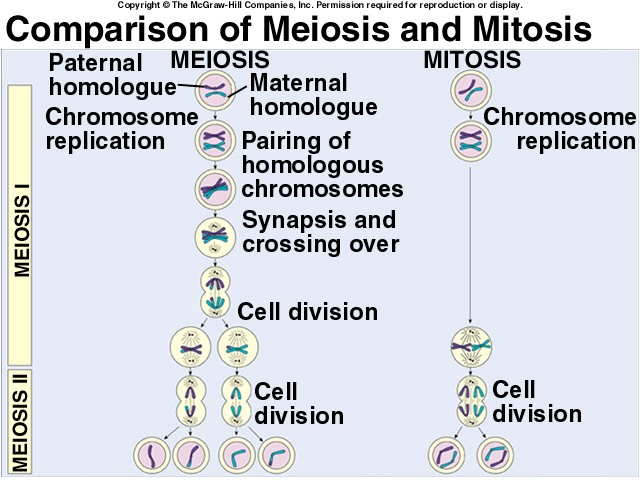 Copyright © The McGraw-Hill Companies, Inc. Permission required for reproduction or display.
Comparison of Meiosis and Mitosis
MEIOSIS
MITOSIS
Paternal
homologue
Maternal
homologue
Chromosome
replication
Chromosome
replication
Pairing of
homologous
chromosomes
Synapsis and
crossing over
Cell division
Cell
division
Cell
division
MEIOSIS I
MEIOSIS II